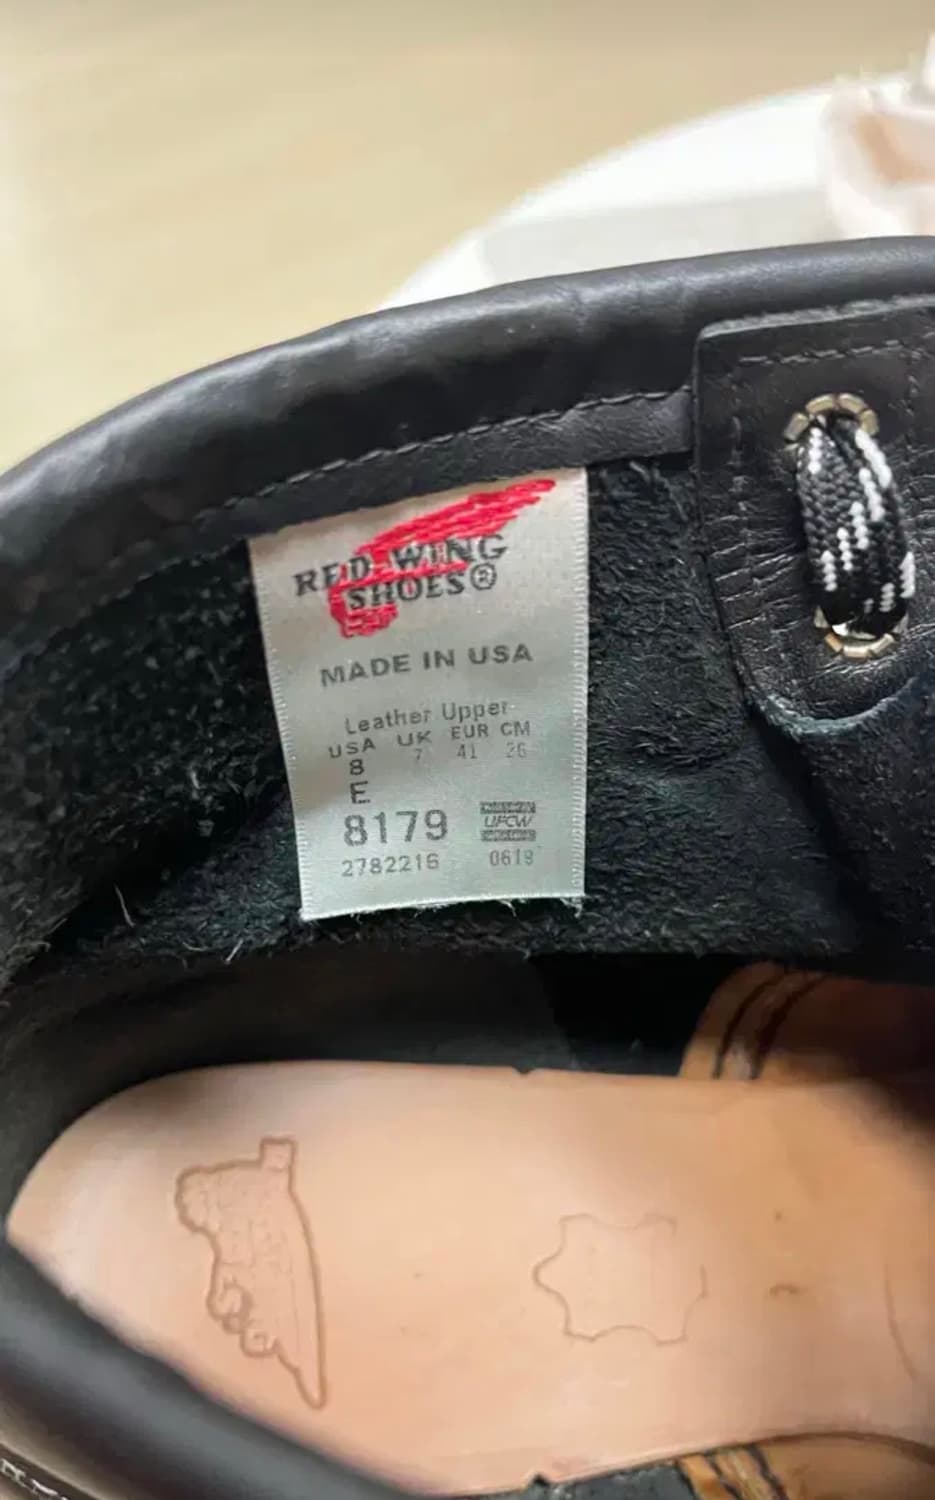 RED WING
SHOES®
MADE IN USA
Leather Upper
USA UK EUR CM
8 7 41 26
E
8179 UFCW
2782216 0619